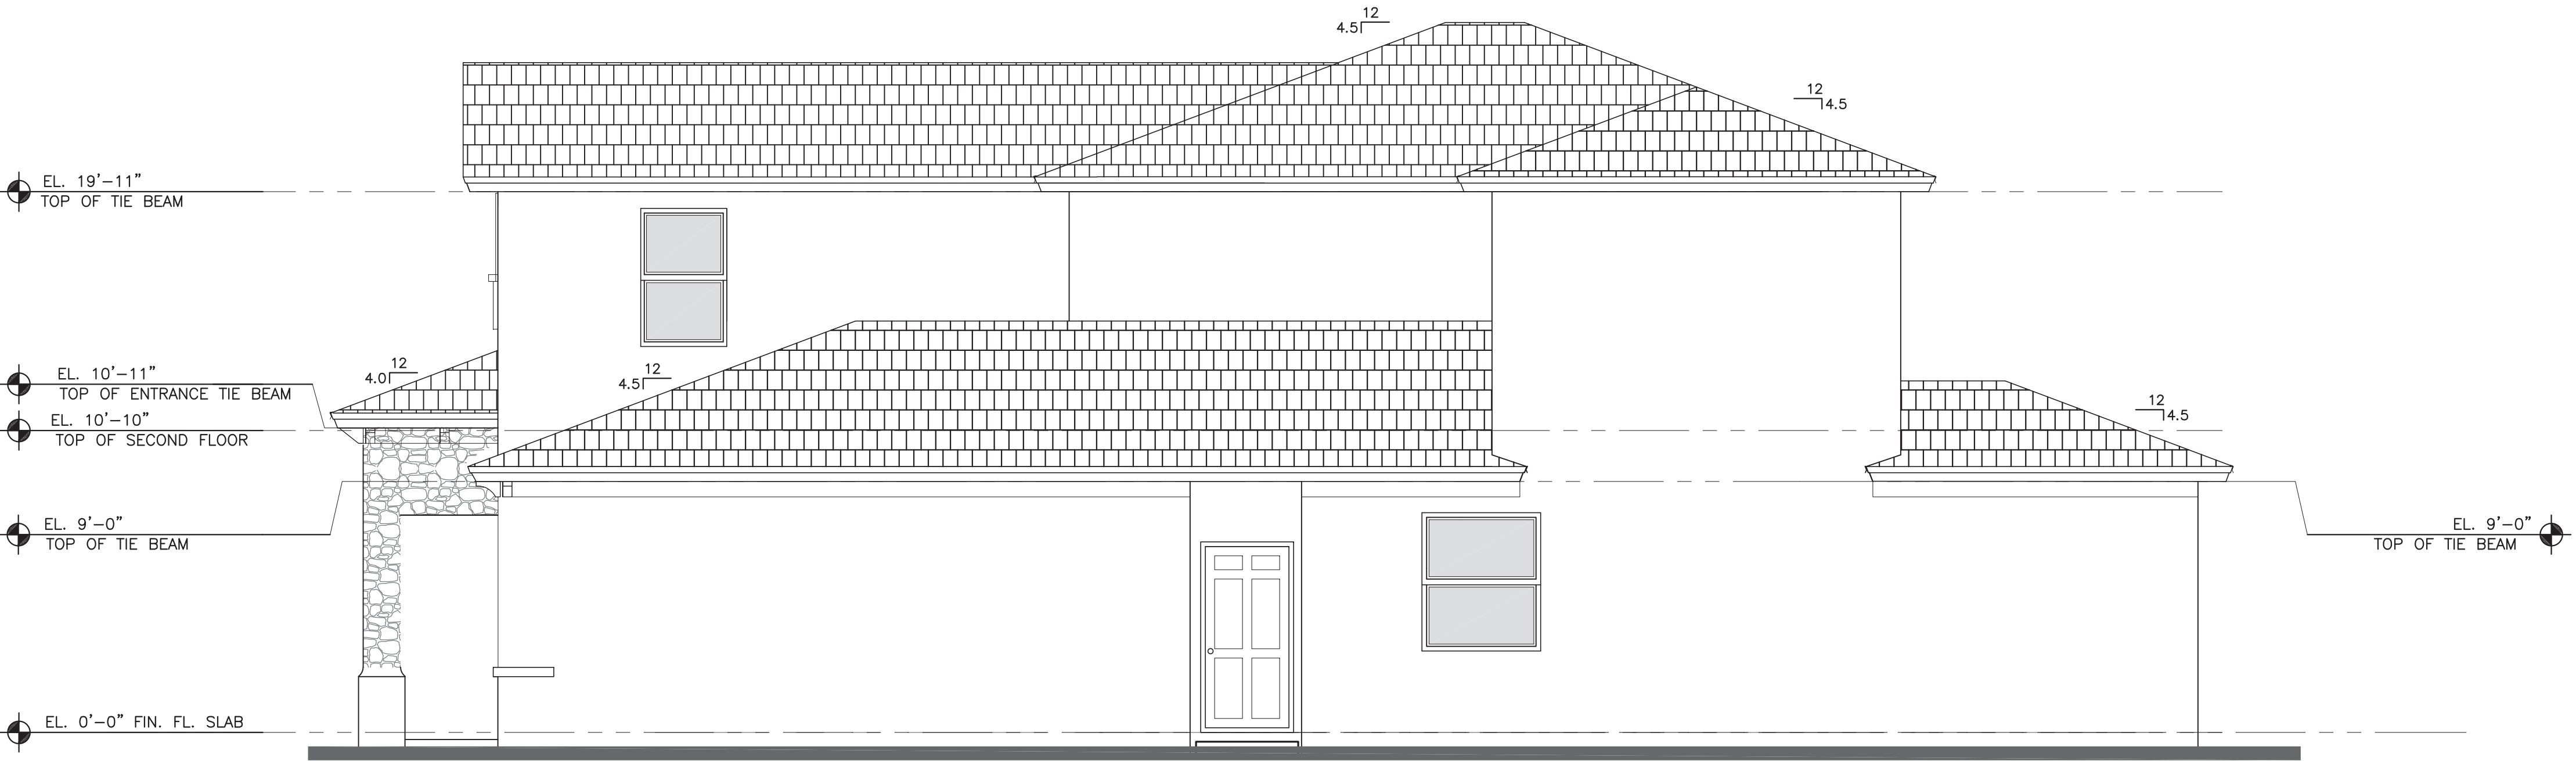 12
4.5
12
4.5
EL. 19'-11"
TOP OF TIE BEAM
12
4.0
12
4.5
EL. 10'-11"
TOP OF ENTRANCE TIE BEAM
12
4.5
EL. 10'-10"
TOP OF SECOND FLOOR
EL. 9'-0"
TOP OF TIE BEAM
EL. 9'-0"
TOP OF TIE BEAM
EL. 0'-0" FIN. FL. SLAB